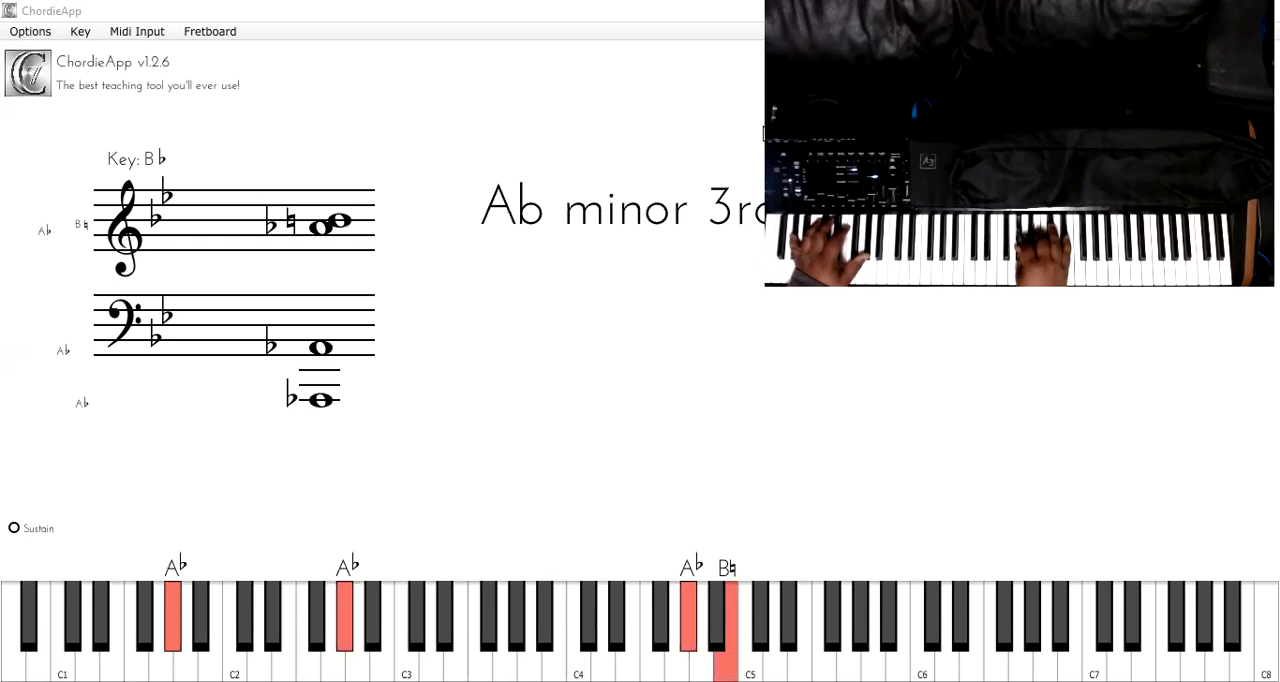 ChordieApp
Options Key Midi Input Fretboard
ChordieApp v1.2.6
The best teaching tool you'll ever use!
Key: B♭
A♭ B♮
Ab minor 3r
A♭
A♭
Sustain
A♭ A♭ A♭ B♮
C1 C2 C3 C4 C5 C6 C7 C8